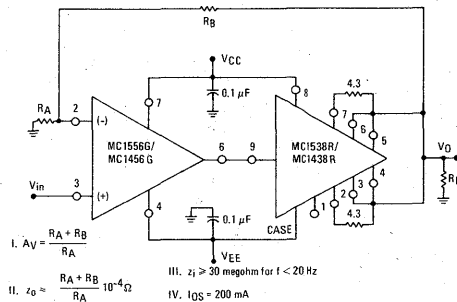 RB
VCC
8
7
0.1 µF
4.3
RA
2
(-)
7
6
5
MC1556G/
MC1456G
6
9
MC1538R/
MC1438R
VO
4
Vin
3
(+)
3
2
1
4.3
4
0.1 µF
CASE
VEE
I. AV = RA + RB
RA
II. zo ≈ RA + RB 10-4 Ω
RA
III. zi ≥ 30 megohm for f < 20 Hz
IV. IOS = 200 mA